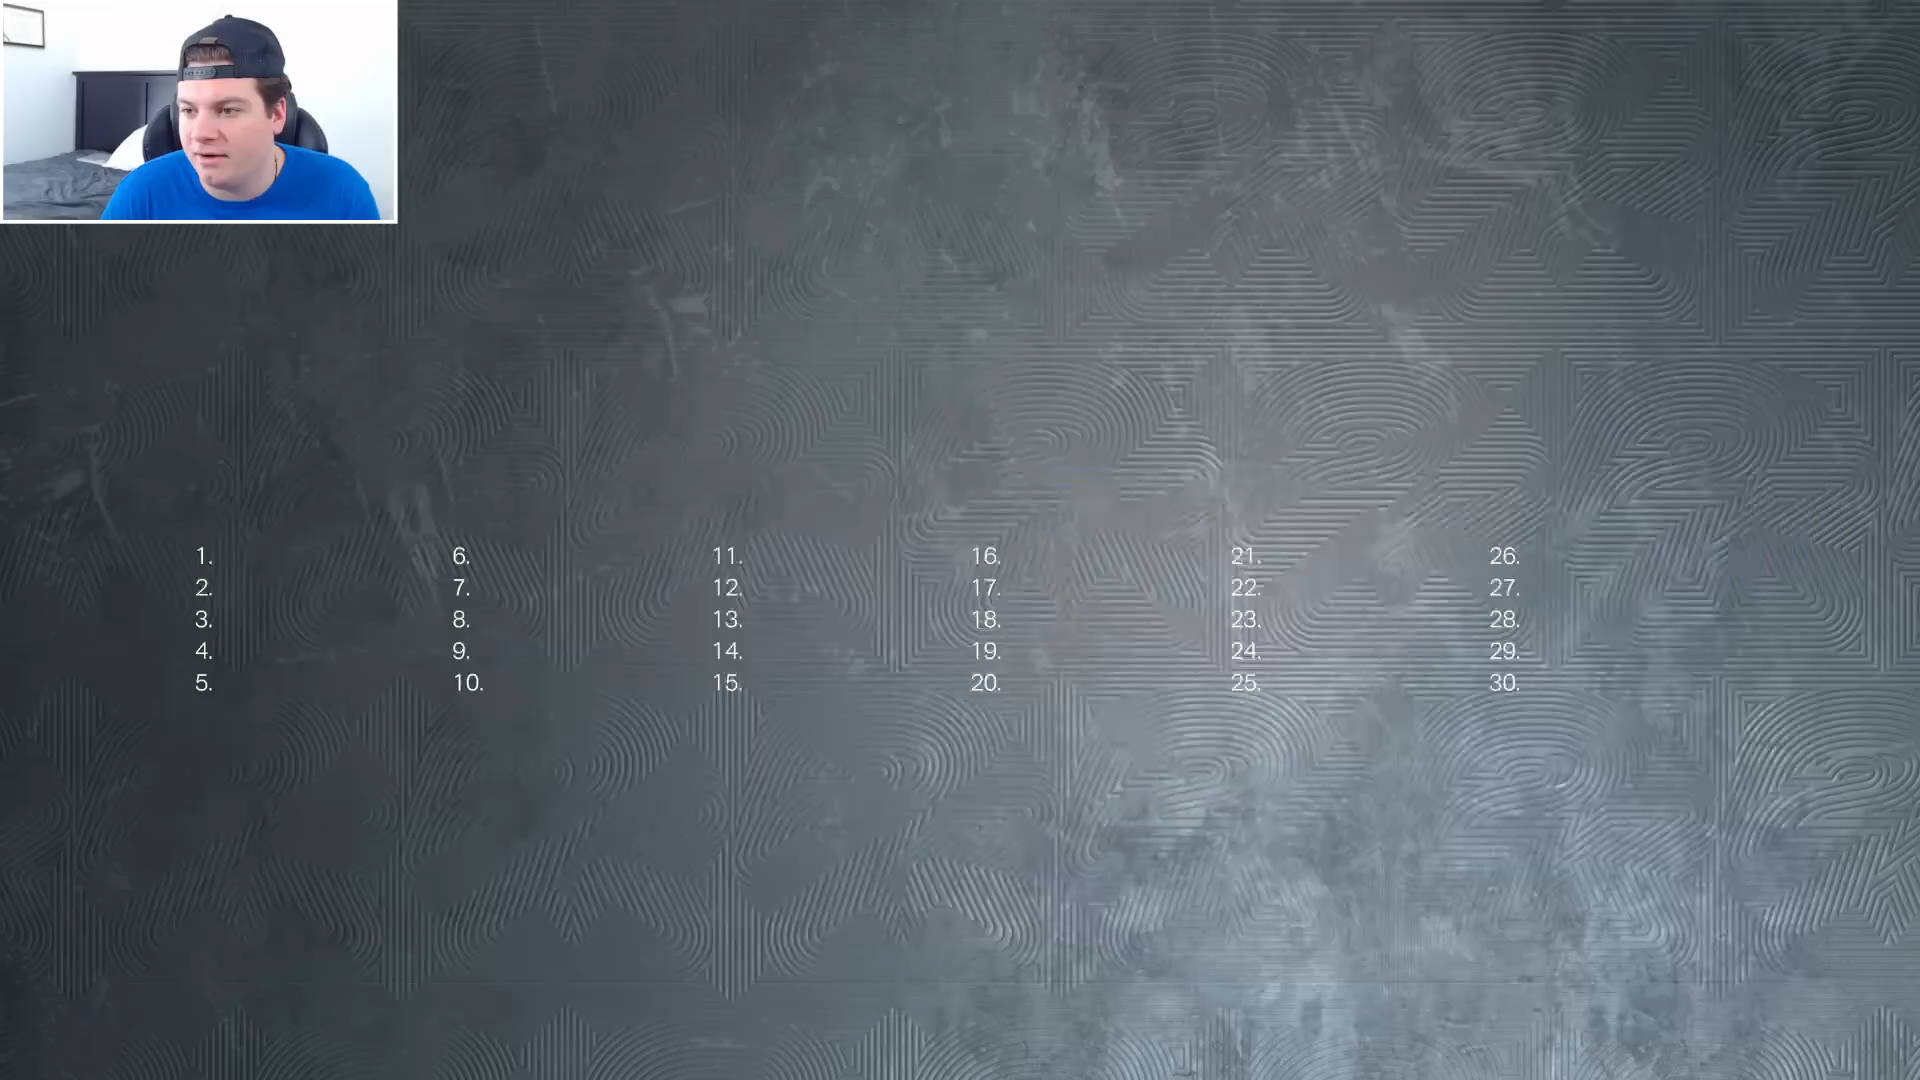 1. 6. 11. 16. 21. 26.
2. 7. 12. 17. 22. 27.
3. 8. 13. 18. 23. 28.
4. 9. 14. 19. 24. 29.
5. 10. 15. 20. 25. 30.